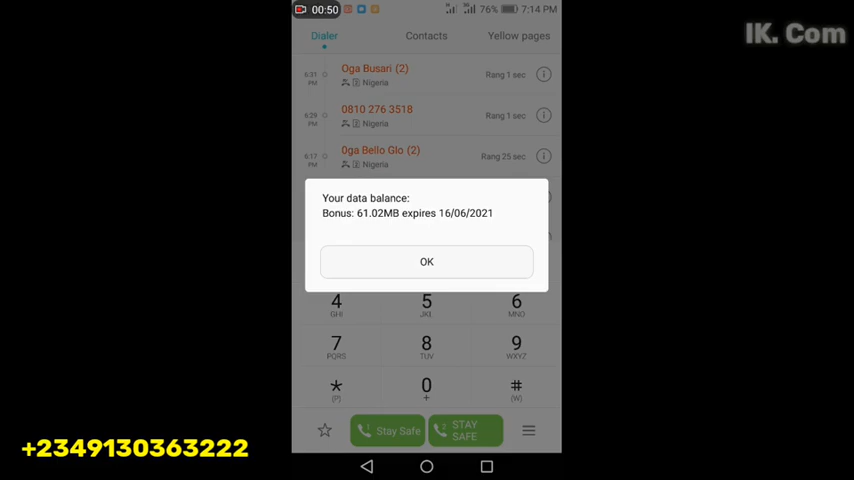 00:50
76% 7:14 PM
IK. Com
Dialer Contacts Yellow pages
6:31 PM
Oga Busari (2)
Nigeria
Rang 1 sec
6:29 PM
0810 276 3518
Nigeria
Rang 1 sec
6:17 PM
Oga Bello Glo (2)
Nigeria
Rang 25 sec
Your data balance:
Bonus: 61.02MB expires 16/06/2021
OK
4 5 6
GHI JKL MNO
7 8 9
PQRS TUV WXYZ
* 0 #
(P) + (W)
1 Stay Safe
2 STAY SAFE
+2349130363222